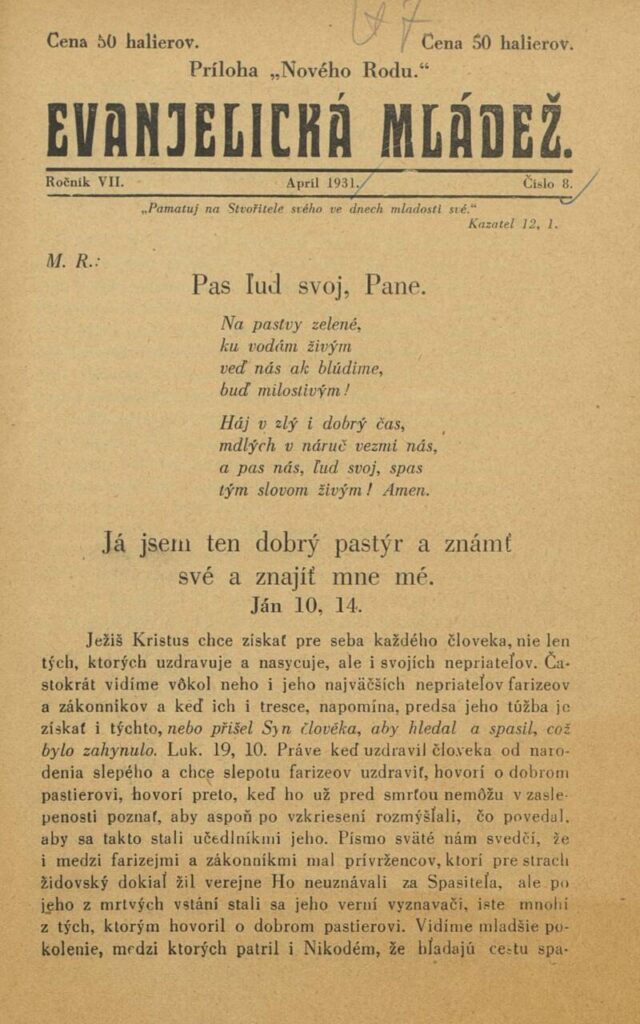 Cena 50 halierov. Cena 50 halierov.
Príloha „Nového Rodu.“
EVANJELICKÁ MLÁDEŽ.
Ročník VII. Apríl 1931. Číslo 8.
„Pamatuj na Stvořitele svého ve dnech mladosti své.“
Kazatel 12, 1.
M. R.:
Pas ľud svoj, Pane.
Na pastvy zelené,
ku vodám živým
veď nás ak blúdime,
buď milostivým!
Háj v zlý i dobrý čas,
mdlých v náruč vezmi nás,
a pas nás, ľud svoj, spas
tým slovom živým! Amen.
Já jsem ten dobrý pastýr a známť
své a znajíť mne mé.
Ján 10, 14.
Ježiš Kristus chce získať pre seba každého človeka, nie len
tých, ktorých uzdravuje a nasycuje, ale i svojích nepriateľov. Ča-
stokrát vidíme vôkol neho i jeho najväčších nepriateľov farizeov
a zákonníkov a keď ich i tresce, napomína, predsa jeho túžba je
získať i týchto, nebo přišel Syn člověka, aby hledal a spasil, což
bylo zahynulo. Luk. 19, 10. Práve keď uzdravil človeka od naro-
denia slepého a chce slepotu farizeov uzdraviť, hovorí o dobrom
pastierovi, hovorí preto, keď ho už pred smrťou nemôžu v zasle-
penosti poznať, aby aspoň po vzkriesení rozmýšľali, čo povedal,
aby sa takto stali učedlníkmi jeho. Písmo sväté nám svedčí, že
i medzi farizejmi a zákonníkmi mal prívržencov, ktorí pre strach
židovský dokiaľ žil verejne Ho neuznávali za Spasiteľa, ale po
jeho z mrtvých vstání stali sa jeho verní vyznavači, iste mnohí
z tých, ktorým hovoril o dobrom pastierovi. Vidíme mladšie po-
kolenie, medzi ktorých patril i Nikodém, že hľadajú cestu spa-